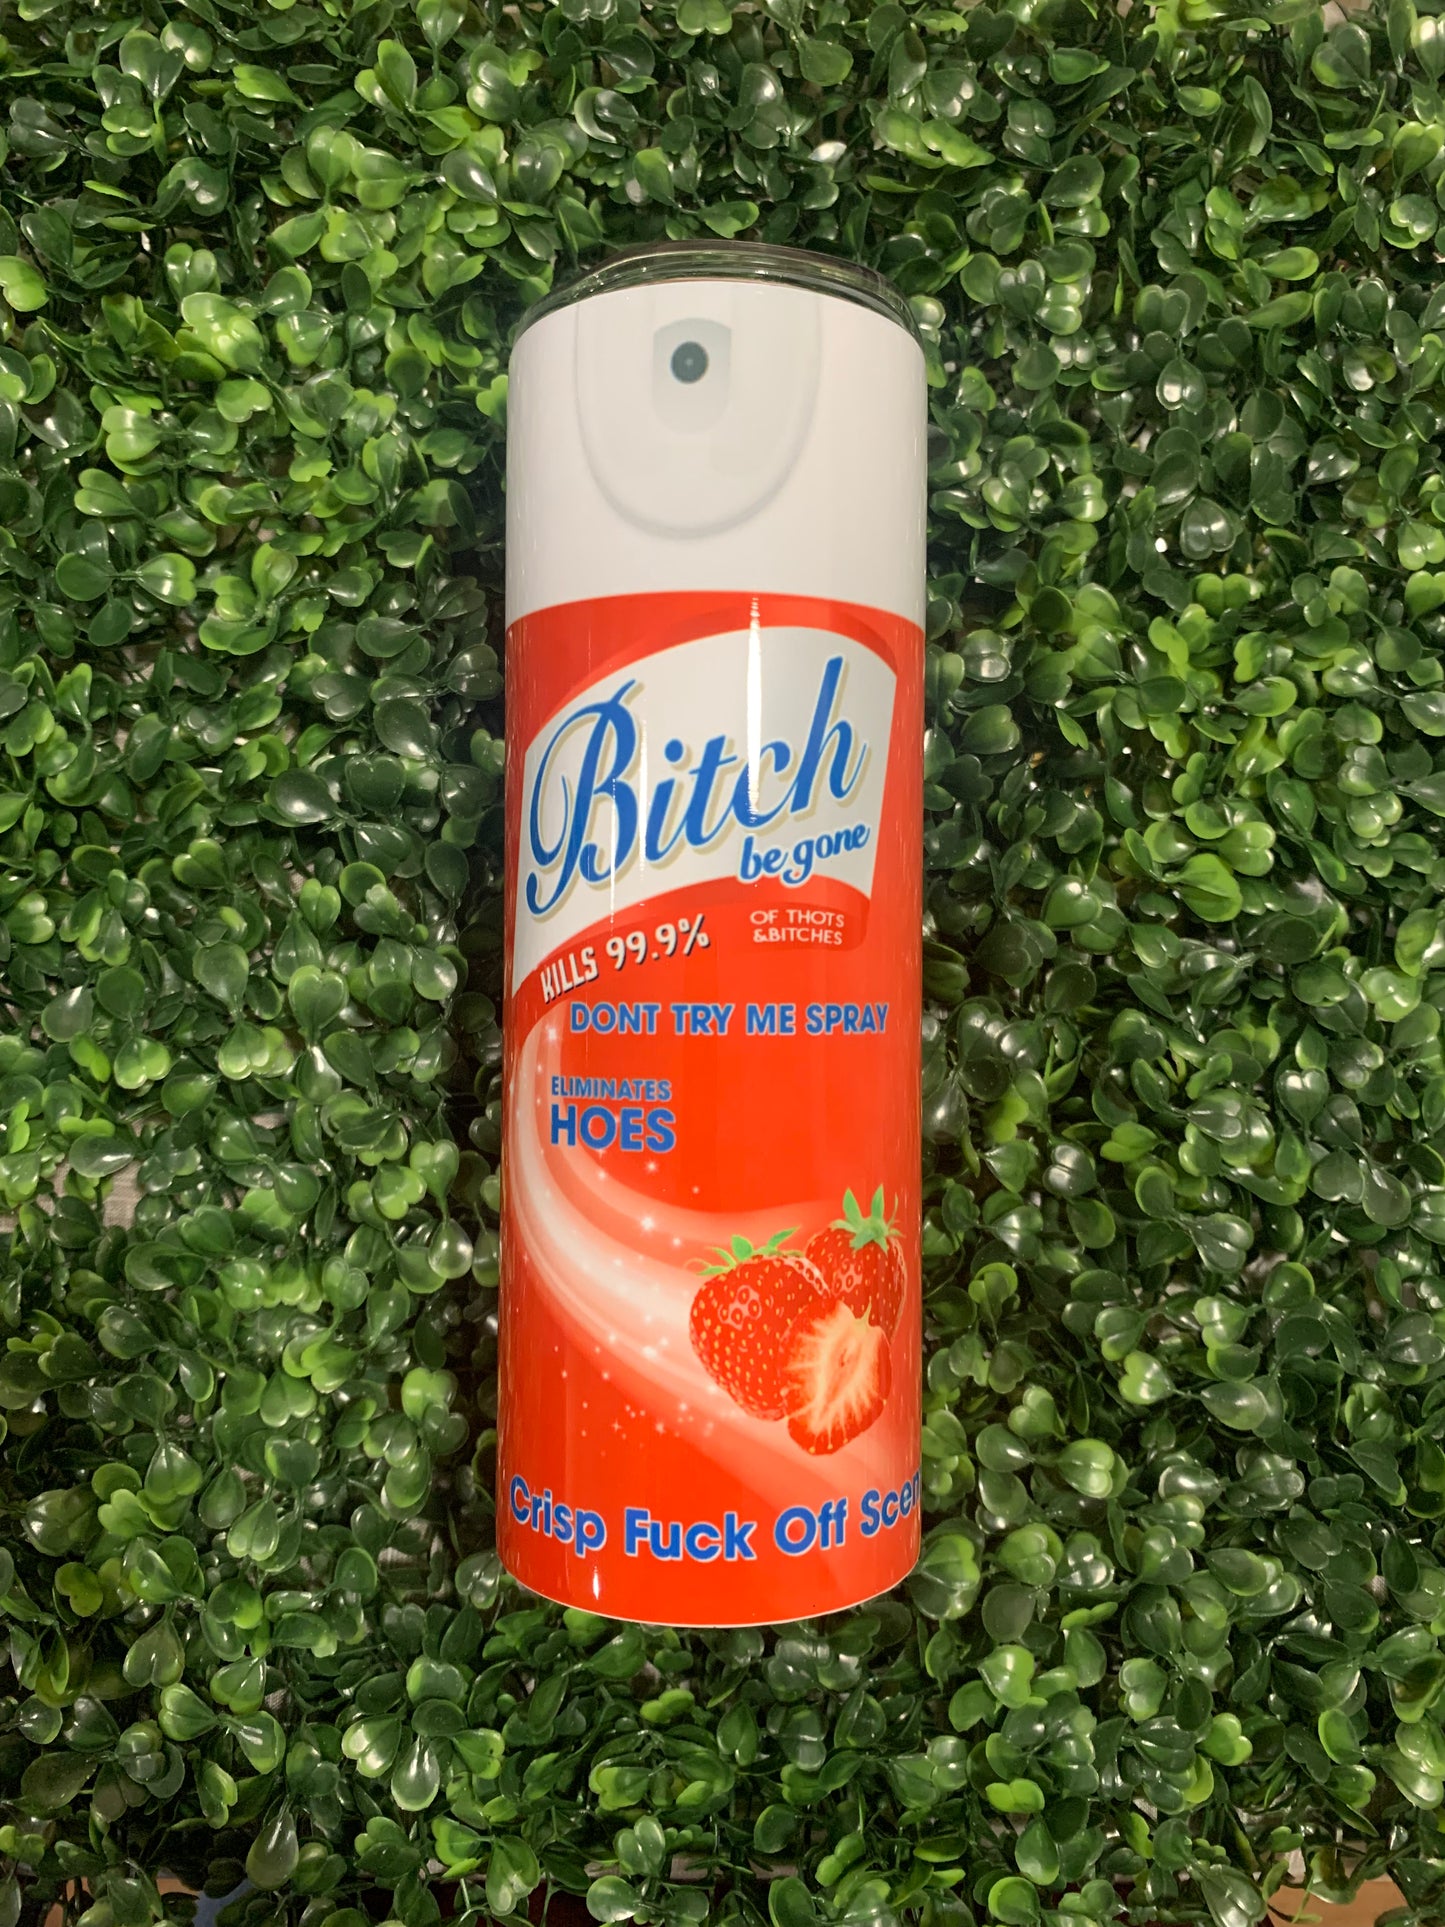 Bitch
be gone
KILLS 99.9%
OF THOTS
&BITCHES
DONT TRY ME SPRAY
ELIMINATES
HOES
Crisp Fuck Off Scen